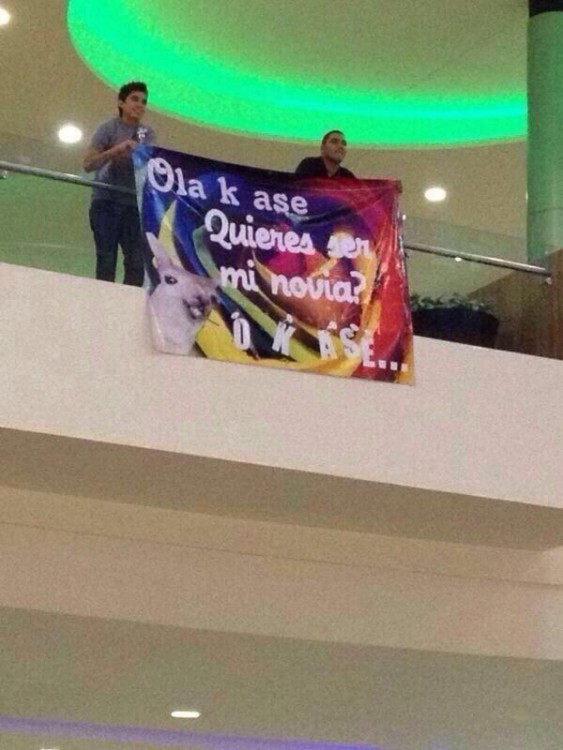 Ola k ase
Quieres ser
mi novia?
O K ASE...